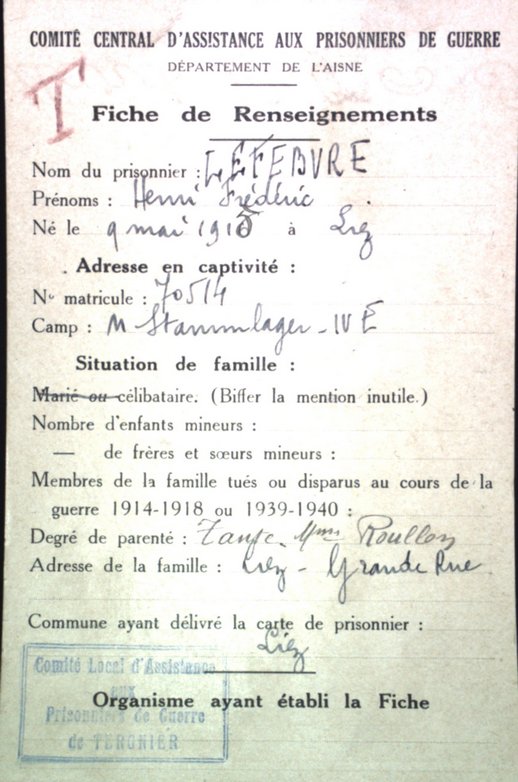 COMITÉ CENTRAL D'ASSISTANCE AUX PRISONNIERS DE GUERRE
DÉPARTEMENT DE L'AISNE
T
Fiche de Renseignements
Nom du prisonnier : LEFEBVRE
Prénoms : Henri Frédéric
Né le 9 mai 1915 à Liez
Adresse en captivité :
No matricule : 70514
Camp : M Stammlager - IV E
Situation de famille :
Marié ou célibataire. (Biffer la mention inutile.)
Nombre d'enfants mineurs :
— de frères et sœurs mineurs :
Membres de la famille tués ou disparus au cours de la
guerre 1914-1918 ou 1939-1940 :
Degré de parenté : Tante. Mme
Adresse de la famille : Liez - Grande Rue
Commune ayant délivré la carte de prisonnier :
Liez
Comité Local d'Assistance
aux
Prisonniers de Guerre
de TERGNIER
Organisme ayant établi la Fiche